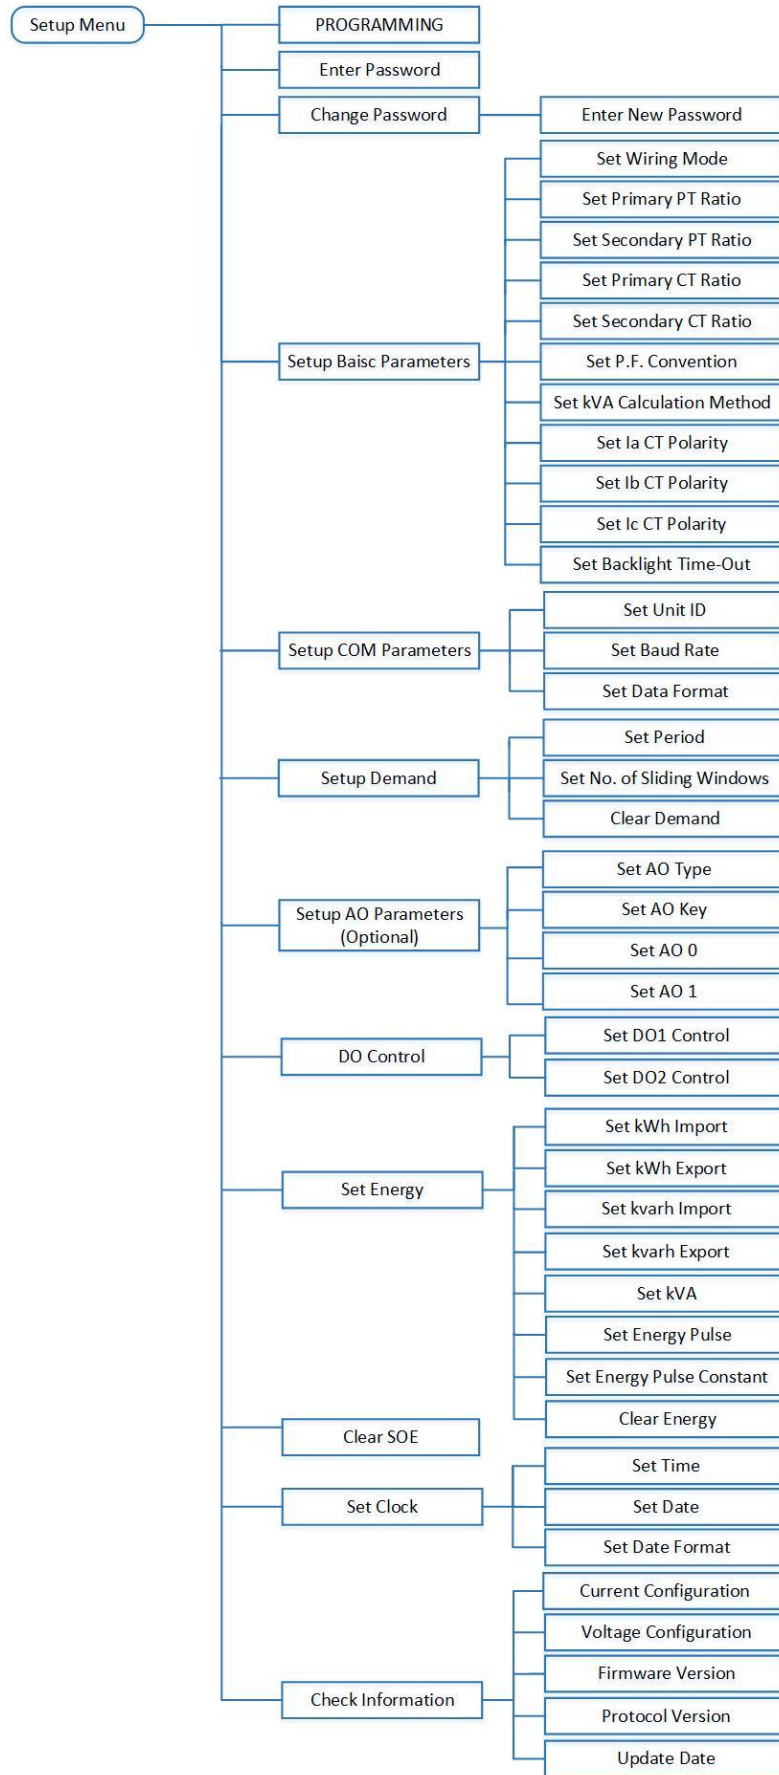 Setup Menu
PROGRAMMING
Enter Password
Change Password
Enter New Password
Setup Baisc Parameters
Set Wiring Mode
Set Primary PT Ratio
Set Secondary PT Ratio
Set Primary CT Ratio
Set Secondary CT Ratio
Set P.F. Convention
Set kVA Calculation Method
Set Ia CT Polarity
Set Ib CT Polarity
Set Ic CT Polarity
Set Backlight Time-Out
Setup COM Parameters
Set Unit ID
Set Baud Rate
Set Data Format
Setup Demand
Set Period
Set No. of Sliding Windows
Clear Demand
Setup AO Parameters
(Optional)
Set AO Type
Set AO Key
Set AO 0
Set AO 1
DO Control
Set DO1 Control
Set DO2 Control
Set Energy
Set kWh Import
Set kWh Export
Set kvarh Import
Set kvarh Export
Set kVA
Set Energy Pulse
Set Energy Pulse Constant
Clear Energy
Clear SOE
Set Clock
Set Time
Set Date
Set Date Format
Check Information
Current Configuration
Voltage Configuration
Firmware Version
Protocol Version
Update Date